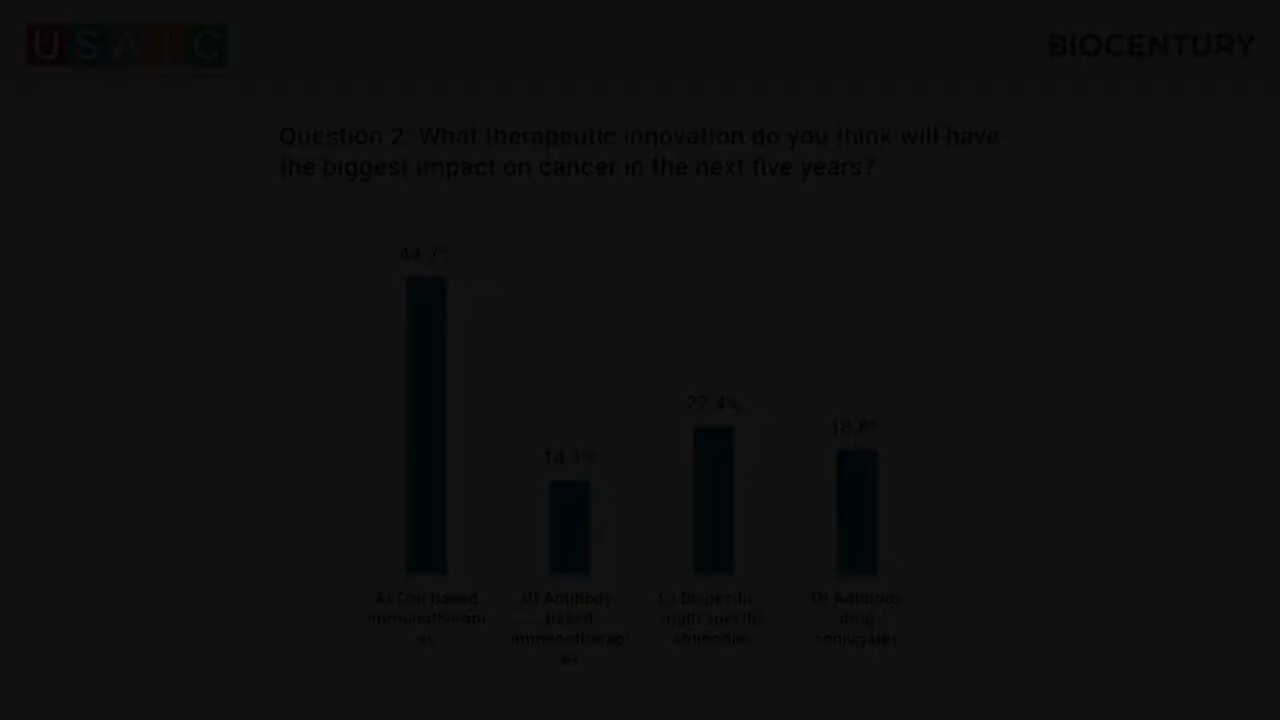 USAIC
BIOCENTURY
Question 2: What therapeutic innovation do you think will have
the biggest impact on cancer in the next five years?
44.7%
14.1%
22.4%
18.8%
A) Cell-based
immunotherapi
es
B) Antibody-
based
immunotherap
ies
C) Bispecific,
multi-specific
antibodies
D) Antibody
drug
conjugates